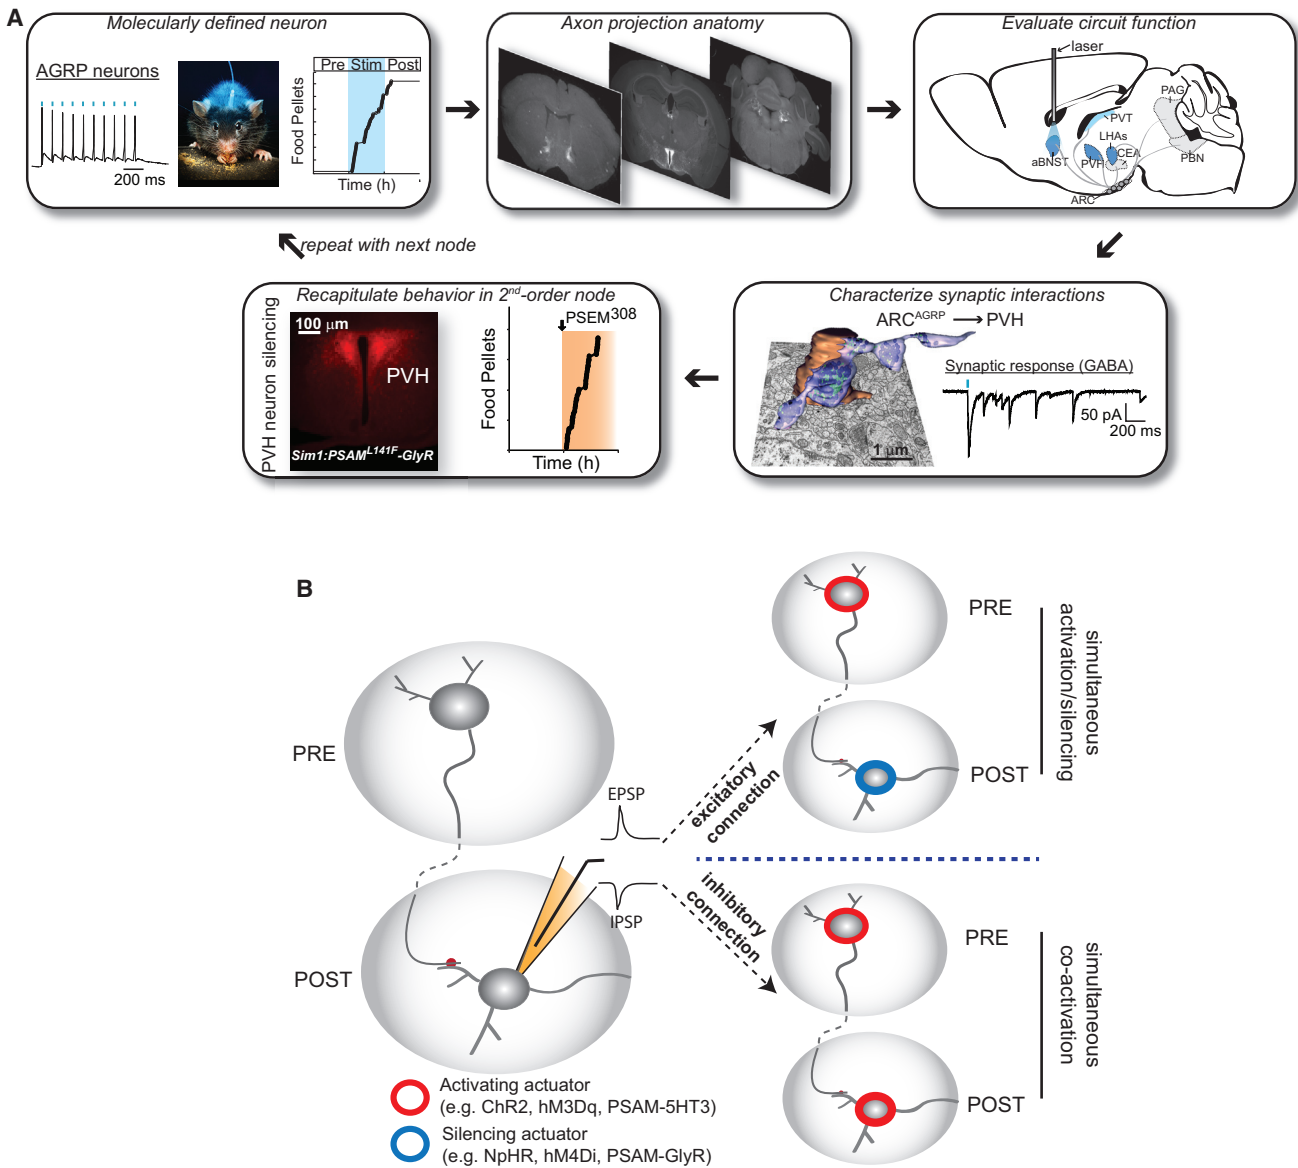 A
Molecularly defined neuron
AGRP neurons
200 ms
Pre Stim Post
Food Pellets
Time (h)
Axon projection anatomy
Evaluate circuit function
laser
PAG
PVT
LHAs
CEA
aBNST
PVH
PBN
ARC
repeat with next node
Recapitulate behavior in 2nd-order node
PVH neuron silencing
100 µm
PVH
Sim1:PSAML141F-GlyR
PSEM308
Food Pellets
Time (h)
Characterize synaptic interactions
ARCAGRP → PVH
Synaptic response (GABA)
50 pA
200 ms
1 µm
B
PRE
POST
EPSP
IPSP
excitatory
connection
inhibitory
connection
PRE
POST
simultaneous
activation/silencing
PRE
POST
simultaneous
co-activation
Activating actuator
(e.g. ChR2, hM3Dq, PSAM-5HT3)
Silencing actuator
(e.g. NpHR, hM4Di, PSAM-GlyR)